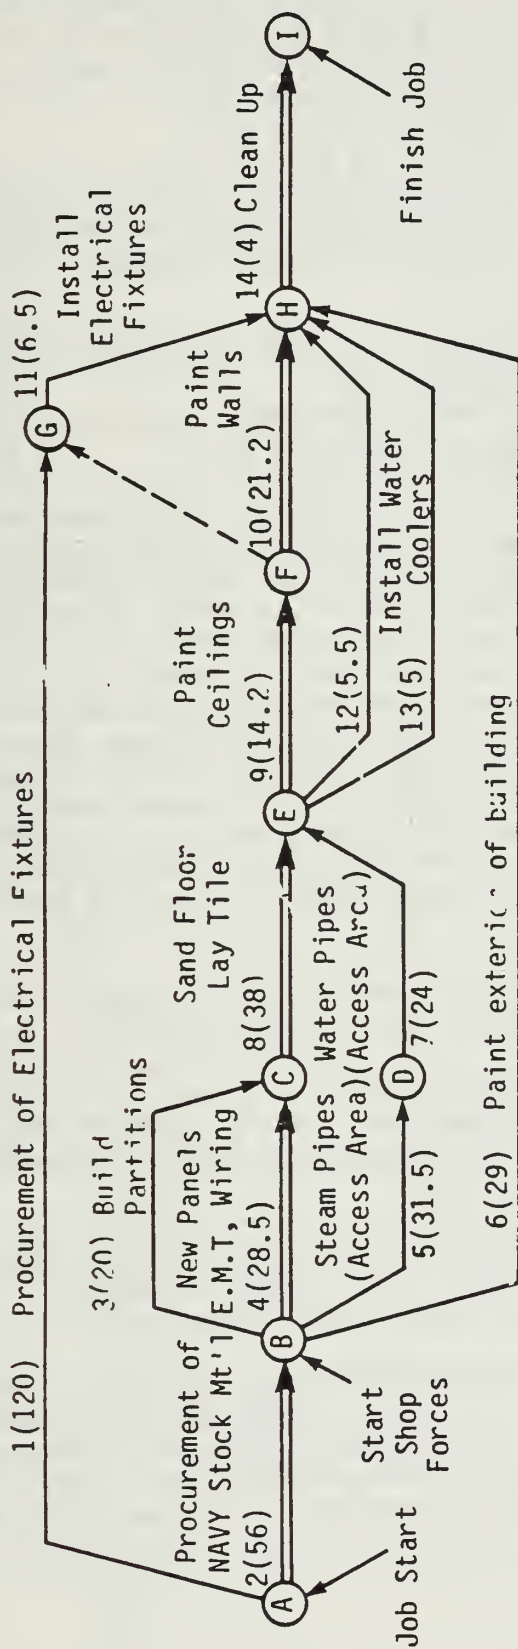 1(120) Procurement of Electrical Fixtures
11(6.5)
Install
Electrical
Fixtures
G
3(20) Build
Partitions
Procurement of
NAVY Stock Mt'l
2(56)
New Panels
E.M.T, Wiring
4(28.5)
Sand Floor
Lay Tile
8(38)
Paint
Ceilings
9(14.2)
Paint
Walls
10(21.2)
14(4) Clean Up
A
B
C
E
F
H
I
Job Start
Start
Shop
Forces
Steam Pipes
(Access Area)
5(31.5)
Water Pipes
(Access Area)
D
7(24)
12(5.5)
Install Water
Coolers
13(5)
Finish Job
6(29) Paint exterior of building